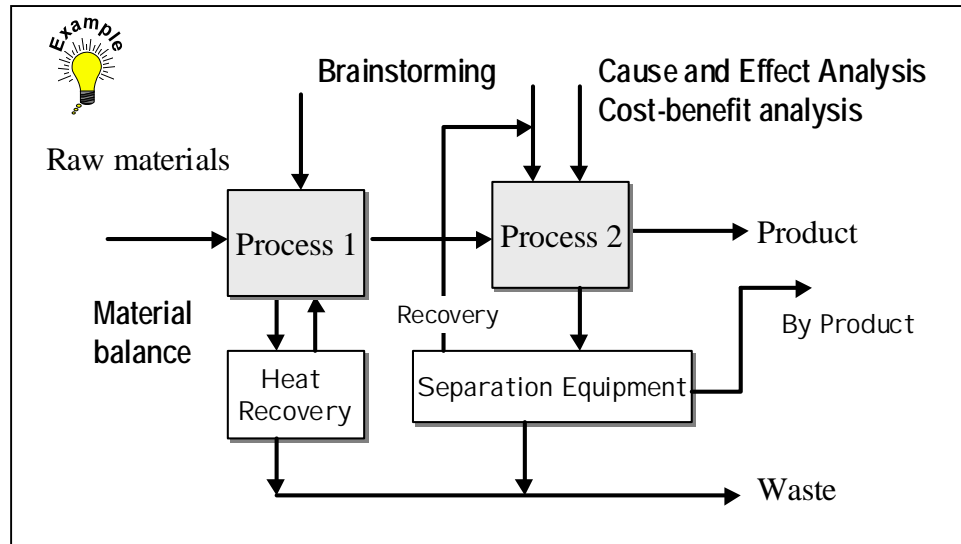 Example
Brainstorming
Cause and Effect Analysis
Cost-benefit analysis
Raw materials
Process 1
Process 2
Product
Material
balance
Recovery
By Product
Heat
Recovery
Separation Equipment
Waste